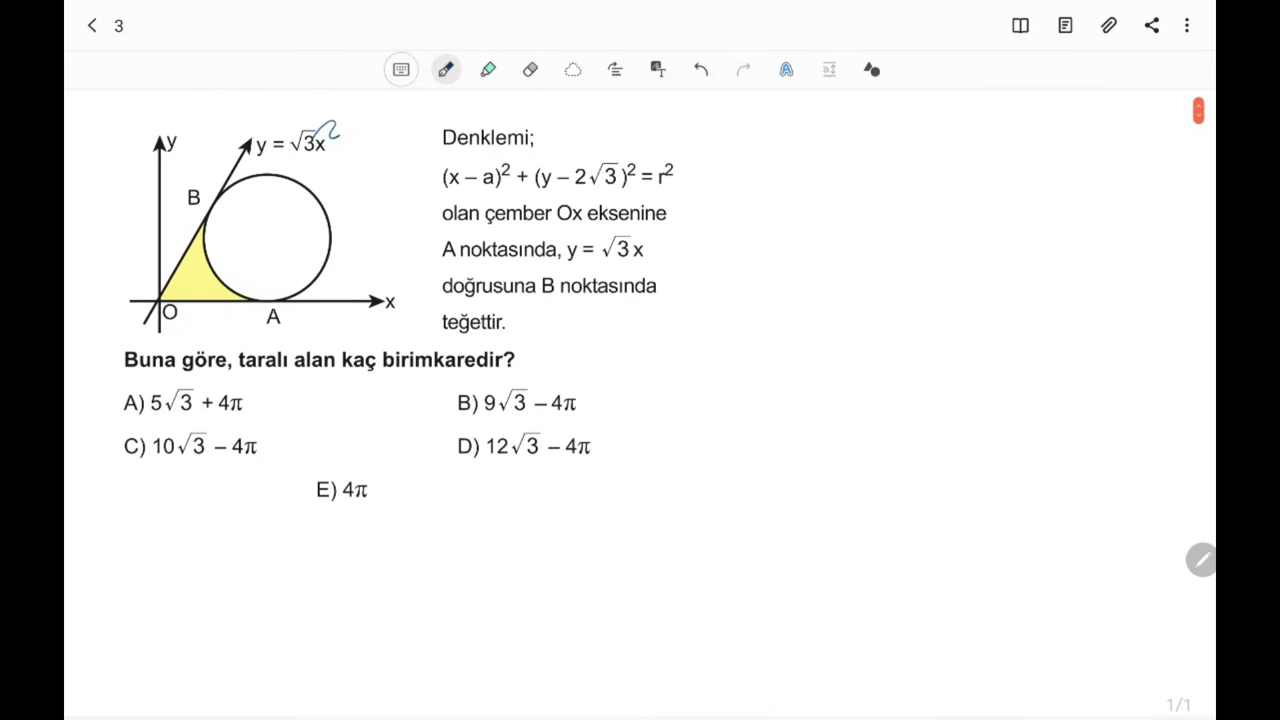 3
y
y = √3x
B
O
A
x
Denklemi;
(x – a)² + (y – 2√3)² = r²
olan çember Ox eksenine
A noktasında, y = √3x
doğrusuna B noktasında
teğettir.
Buna göre, taralı alan kaç birimkaredir?
A) 5√3 + 4π
B) 9√3 – 4π
C) 10√3 – 4π
D) 12√3 – 4π
E) 4π
1/1